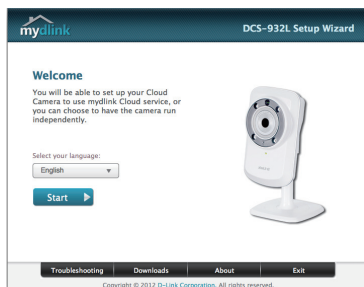 mydlink
DCS-932L Setup Wizard
Welcome
You will be able to set up your Cloud
Camera to use mydlink Cloud service, or
you can choose to have the camera run
independently.
Select your language:
English
Start
Troubleshooting Downloads About Exit
Copyright © 2012 D-Link Corporation. All rights reserved.